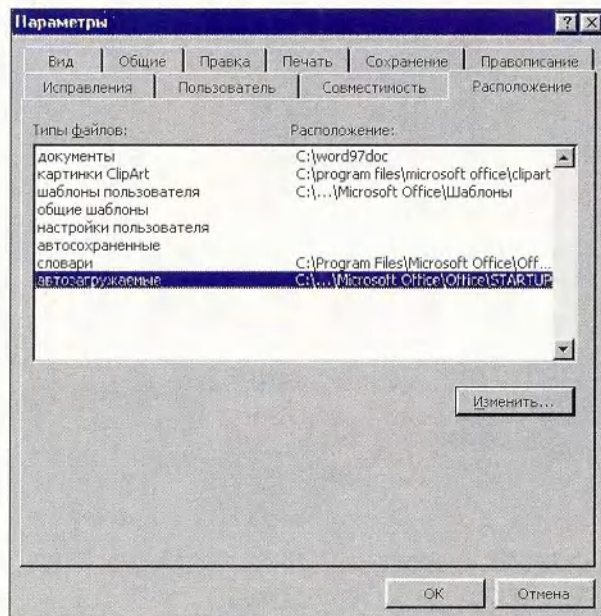 Параметры
Вид Общие Правка Печать Сохранение Правописание
Исправления Пользователь Совместимость Расположение
Типы файлов: Расположение:
документы C:\word97doc
картинки ClipArt C:\program files\microsoft office\clipart
шаблоны пользователя C:\...\Microsoft Office\Шаблоны
общие шаблоны
настройки пользователя
автосохраненные
словари C:\Program Files\Microsoft Office\Off...
автозагружаемые C:\...\Microsoft Office\Office\STARTUP
Изменить...
ОК Отмена